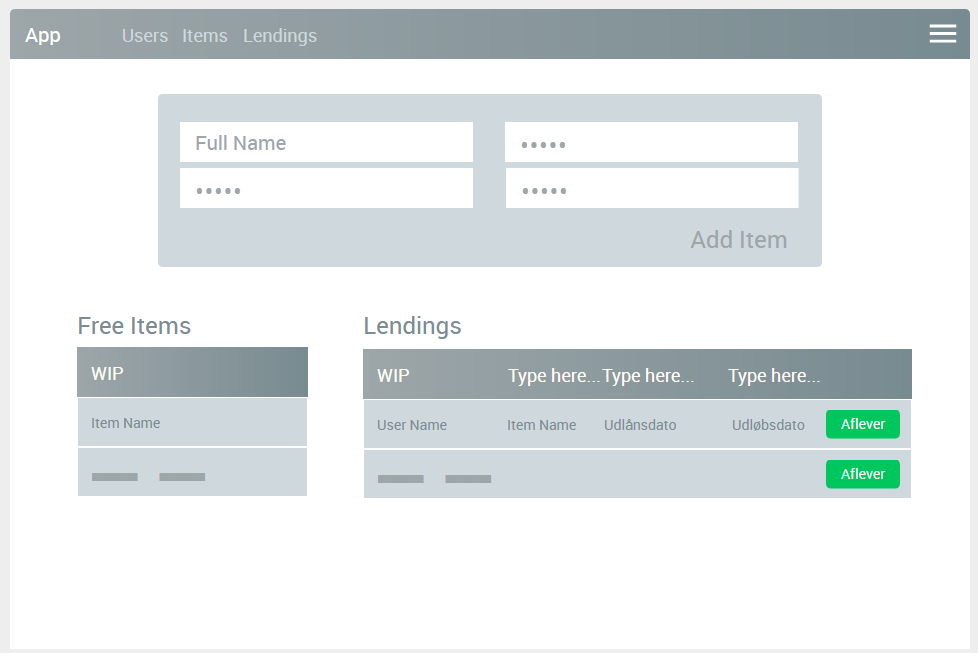 App Users Items Lendings
Full Name •••••
••••• •••••
Add Item
Free Items
WIP
Item Name
Lendings
WIP Type here... Type here... Type here...
User Name Item Name Udlånsdato Udløbsdato Aflever
Aflever